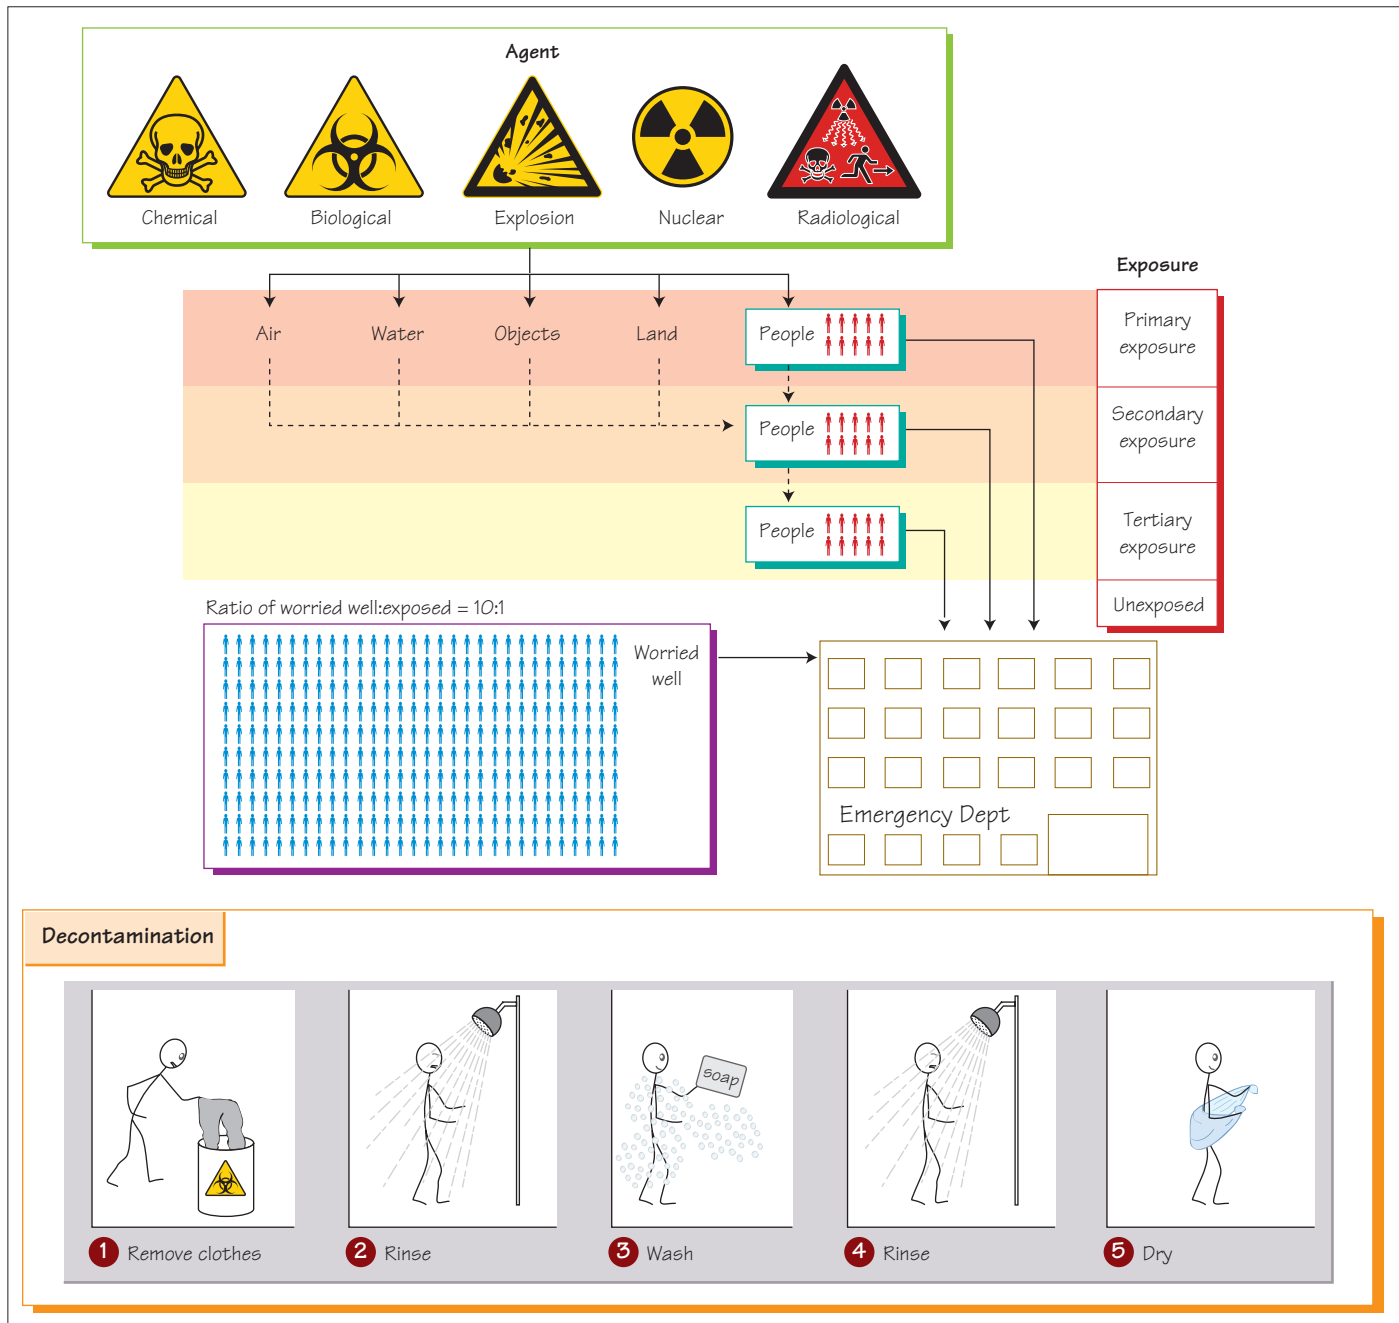 Agent
Chemical
Biological
Explosion
Nuclear
Radiological
Exposure
Air
Water
Objects
Land
People
Primary
exposure
People
Secondary
exposure
People
Tertiary
exposure
Unexposed
Ratio of worried well:exposed = 10:1
Worried
well
Emergency Dept
Decontamination
soap
1 Remove clothes
2 Rinse
3 Wash
4 Rinse
5 Dry